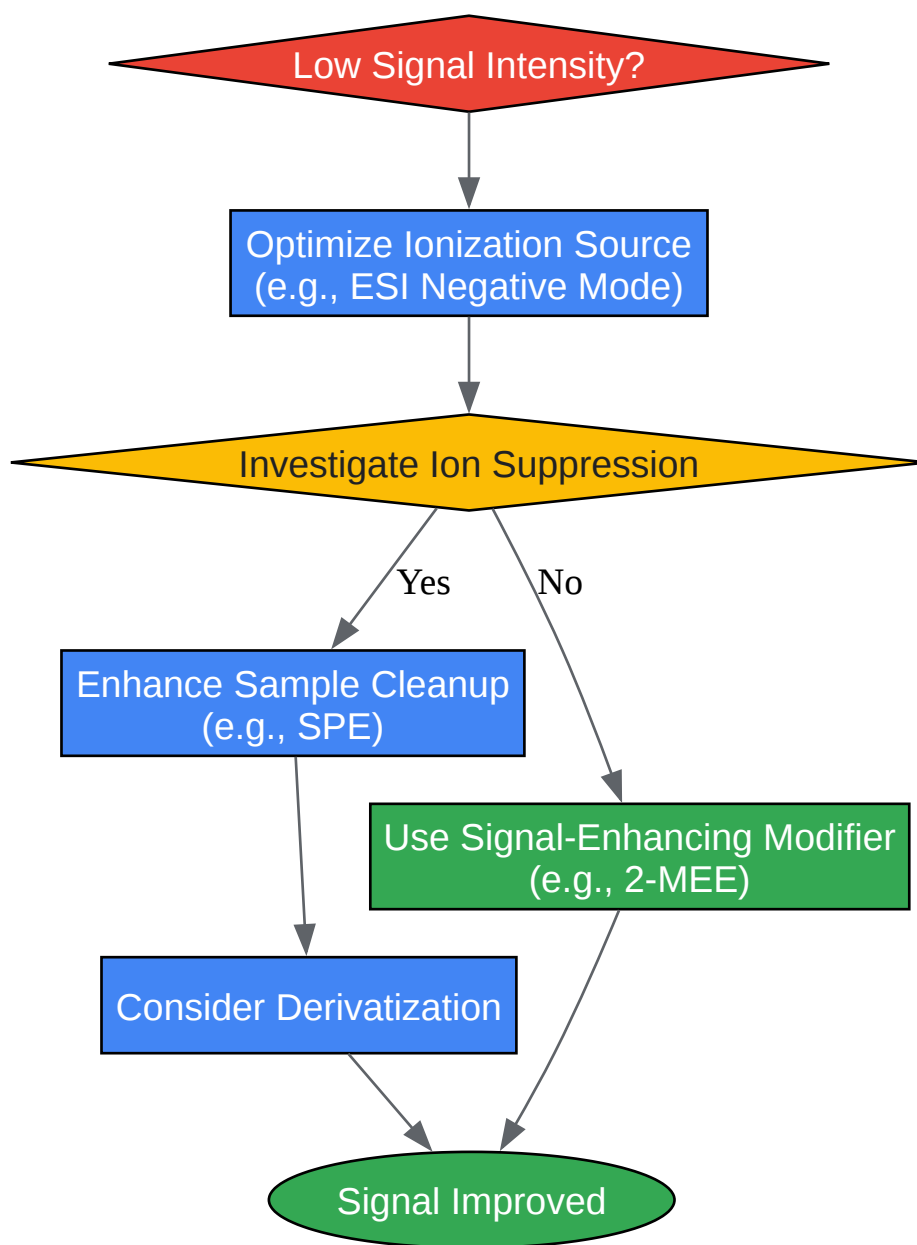 Low Signal Intensity?
Optimize Ionization Source
(e.g., ESI Negative Mode)
Investigate Ion Suppression
Yes
No
Enhance Sample Cleanup
(e.g., SPE)
Use Signal-Enhancing Modifier
(e.g., 2-MEE)
Consider Derivatization
Signal Improved